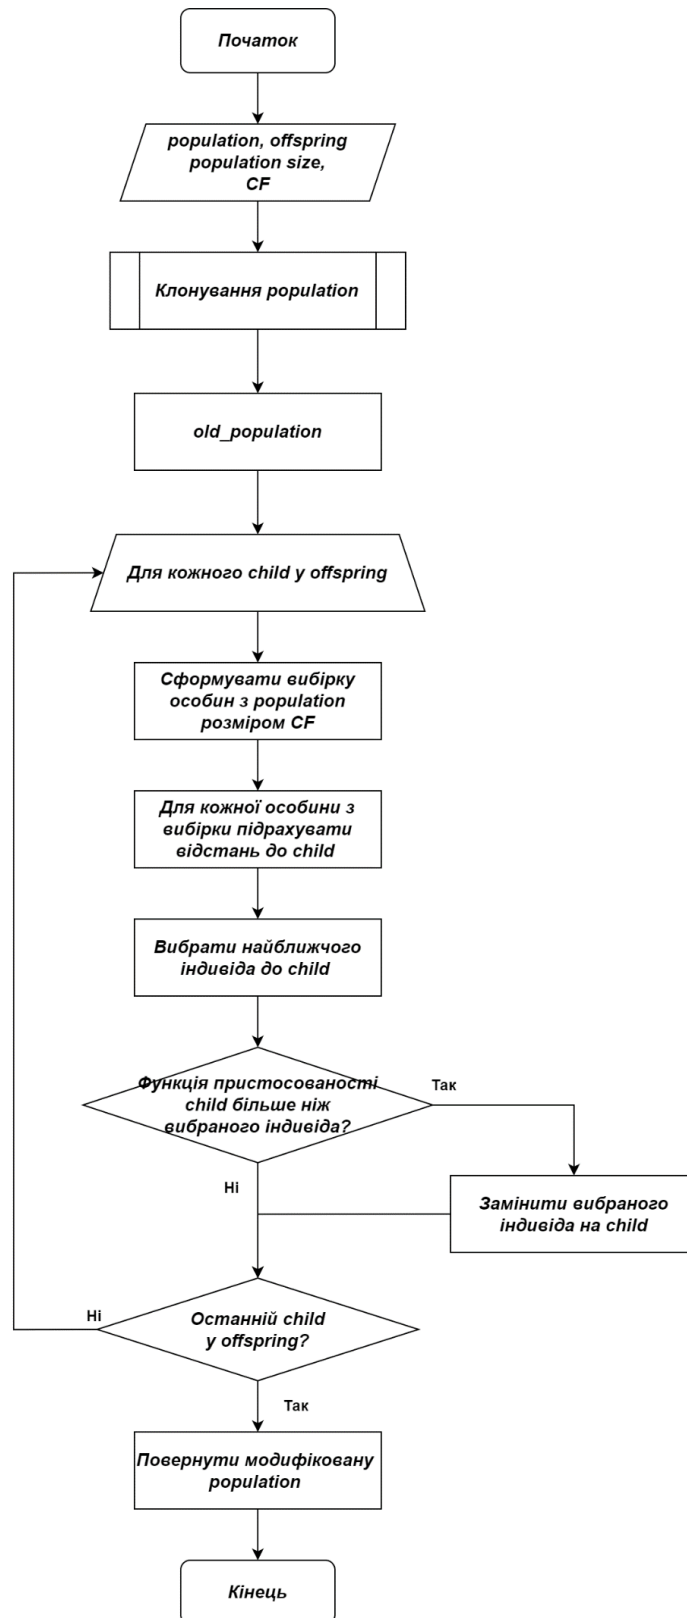 Початок
population, offspring
population size,
CF
Клонування population
old_population
Для кожного child у offspring
Сформувати вибірку
особин з population
розміром CF
Для кожної особини з
вибірки підрахувати
відстань до child
Вибрати найближчого
індивіда до child
Функція пристосованості
child більше ніж
вибраного індивіда?
Так
Ні
Замінити вибраного
індивіда на child
Останній child
у offspring?
Ні
Так
Повернути модифіковану
population
Кінець